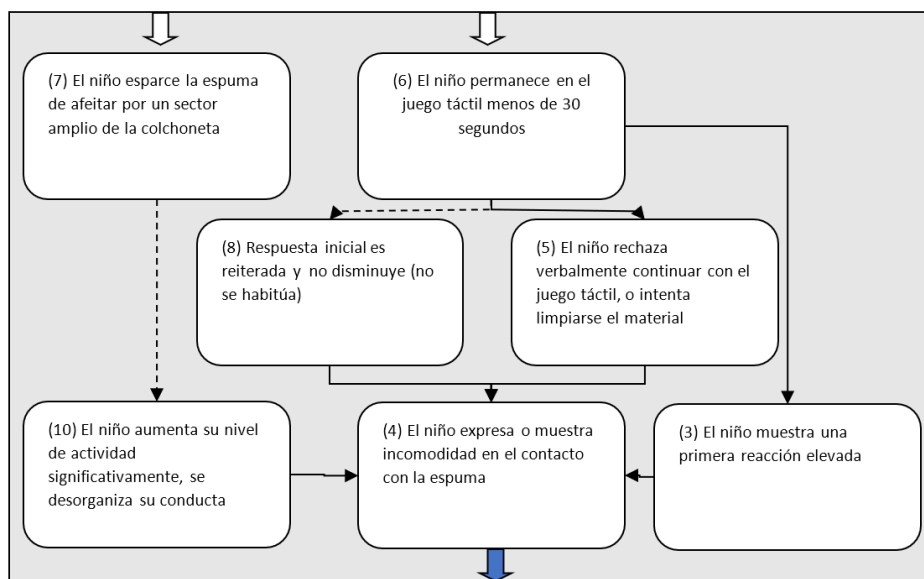 (7) El niño esparce la espuma
de afeitar por un sector
amplio de la colchoneta
(6) El niño permanece en el
juego táctil menos de 30
segundos
(8) Respuesta inicial es
reiterada y no disminuye (no
se habitúa)
(5) El niño rechaza
verbalmente continuar con el
juego táctil, o intenta
limpiarse el material
(10) El niño aumenta su nivel
de actividad
significativamente, se
desorganiza su conducta
(4) El niño expresa o muestra
incomodidad en el contacto
con la espuma
(3) El niño muestra una
primera reacción elevada